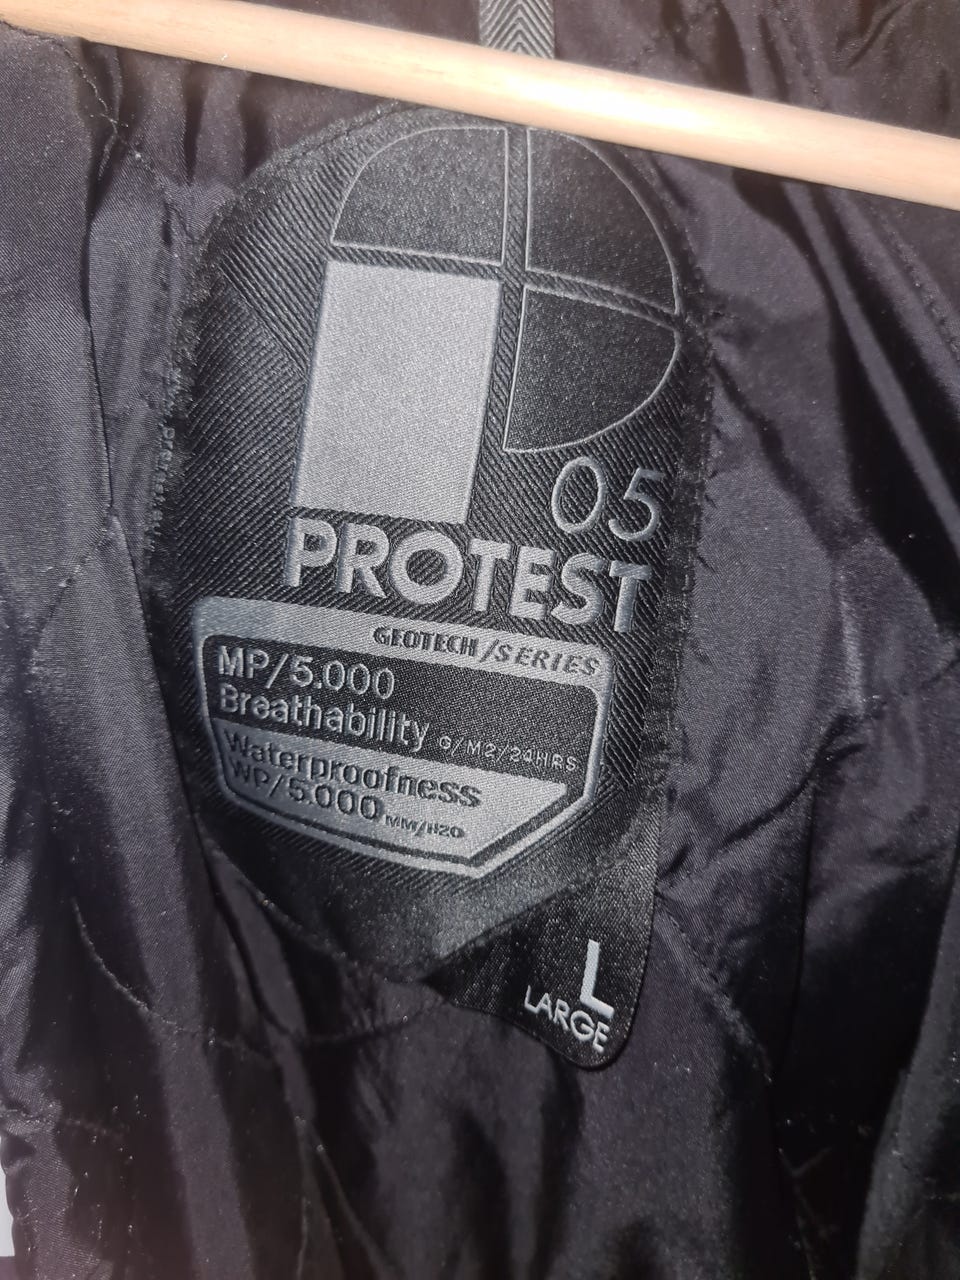 05
PROTEST
GEOTECH/SERIES
MP/5.000
Breathability G/M2/24HRS
Waterproofness
WP/5.000 MM/H2O
L
LARGE